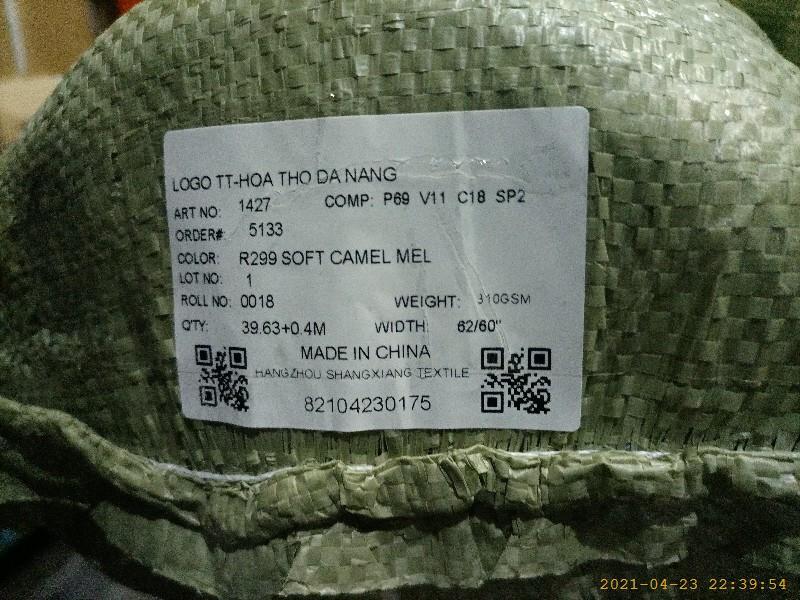 LOGO TT-HOA THO DA NANG
ART NO: 1427 COMP: P69 V11 C18 SP2
ORDER#: 5133
COLOR: R299 SOFT CAMEL MEL
LOT NO: 1
ROLL NO: 0018 WEIGHT: 310GSM
Q'TY: 39.63+0.4M WIDTH: 62/60"
MADE IN CHINA
HANGZHOU SHANGXIANG TEXTILE
82104230175
2021-04-23 22:39:54